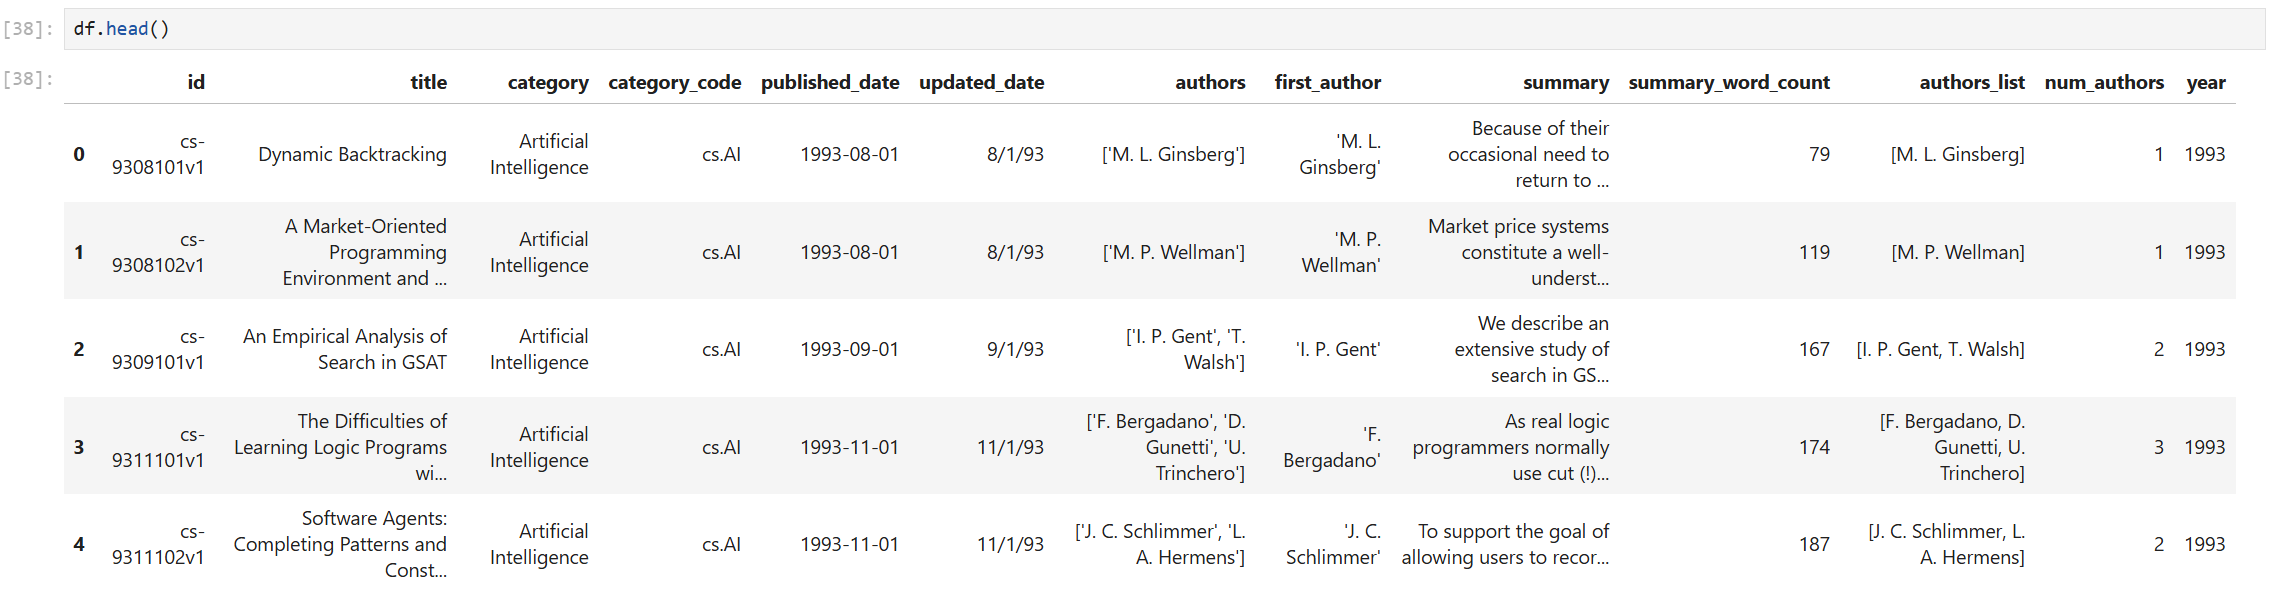 [38]: df.head()
[38]:
id title category category_code published_date updated_date authors first_author summary summary_word_count authors_list num_authors year
0 cs-9308101v1 Dynamic Backtracking Artificial Intelligence cs.AI 1993-08-01 8/1/93 ['M. L. Ginsberg'] 'M. L. Ginsberg' Because of their occasional need to return to ... 79 [M. L. Ginsberg] 1 1993
1 cs-9308102v1 A Market-Oriented Programming Environment and ... Artificial Intelligence cs.AI 1993-08-01 8/1/93 ['M. P. Wellman'] 'M. P. Wellman' Market price systems constitute a well-underst... 119 [M. P. Wellman] 1 1993
2 cs-9309101v1 An Empirical Analysis of Search in GSAT Artificial Intelligence cs.AI 1993-09-01 9/1/93 ['I. P. Gent', 'T. Walsh'] 'I. P. Gent' We describe an extensive study of search in GS... 167 [I. P. Gent, T. Walsh] 2 1993
3 cs-9311101v1 The Difficulties of Learning Logic Programs wi... Artificial Intelligence cs.AI 1993-11-01 11/1/93 ['F. Bergadano', 'D. Gunetti', 'U. Trinchero'] 'F. Bergadano' As real logic programmers normally use cut (!)... 174 [F. Bergadano, D. Gunetti, U. Trinchero] 3 1993
4 cs-9311102v1 Software Agents: Completing Patterns and Const... Artificial Intelligence cs.AI 1993-11-01 11/1/93 ['J. C. Schlimmer', 'L. A. Hermens'] 'J. C. Schlimmer' To support the goal of allowing users to recor... 187 [J. C. Schlimmer, L. A. Hermens] 2 1993